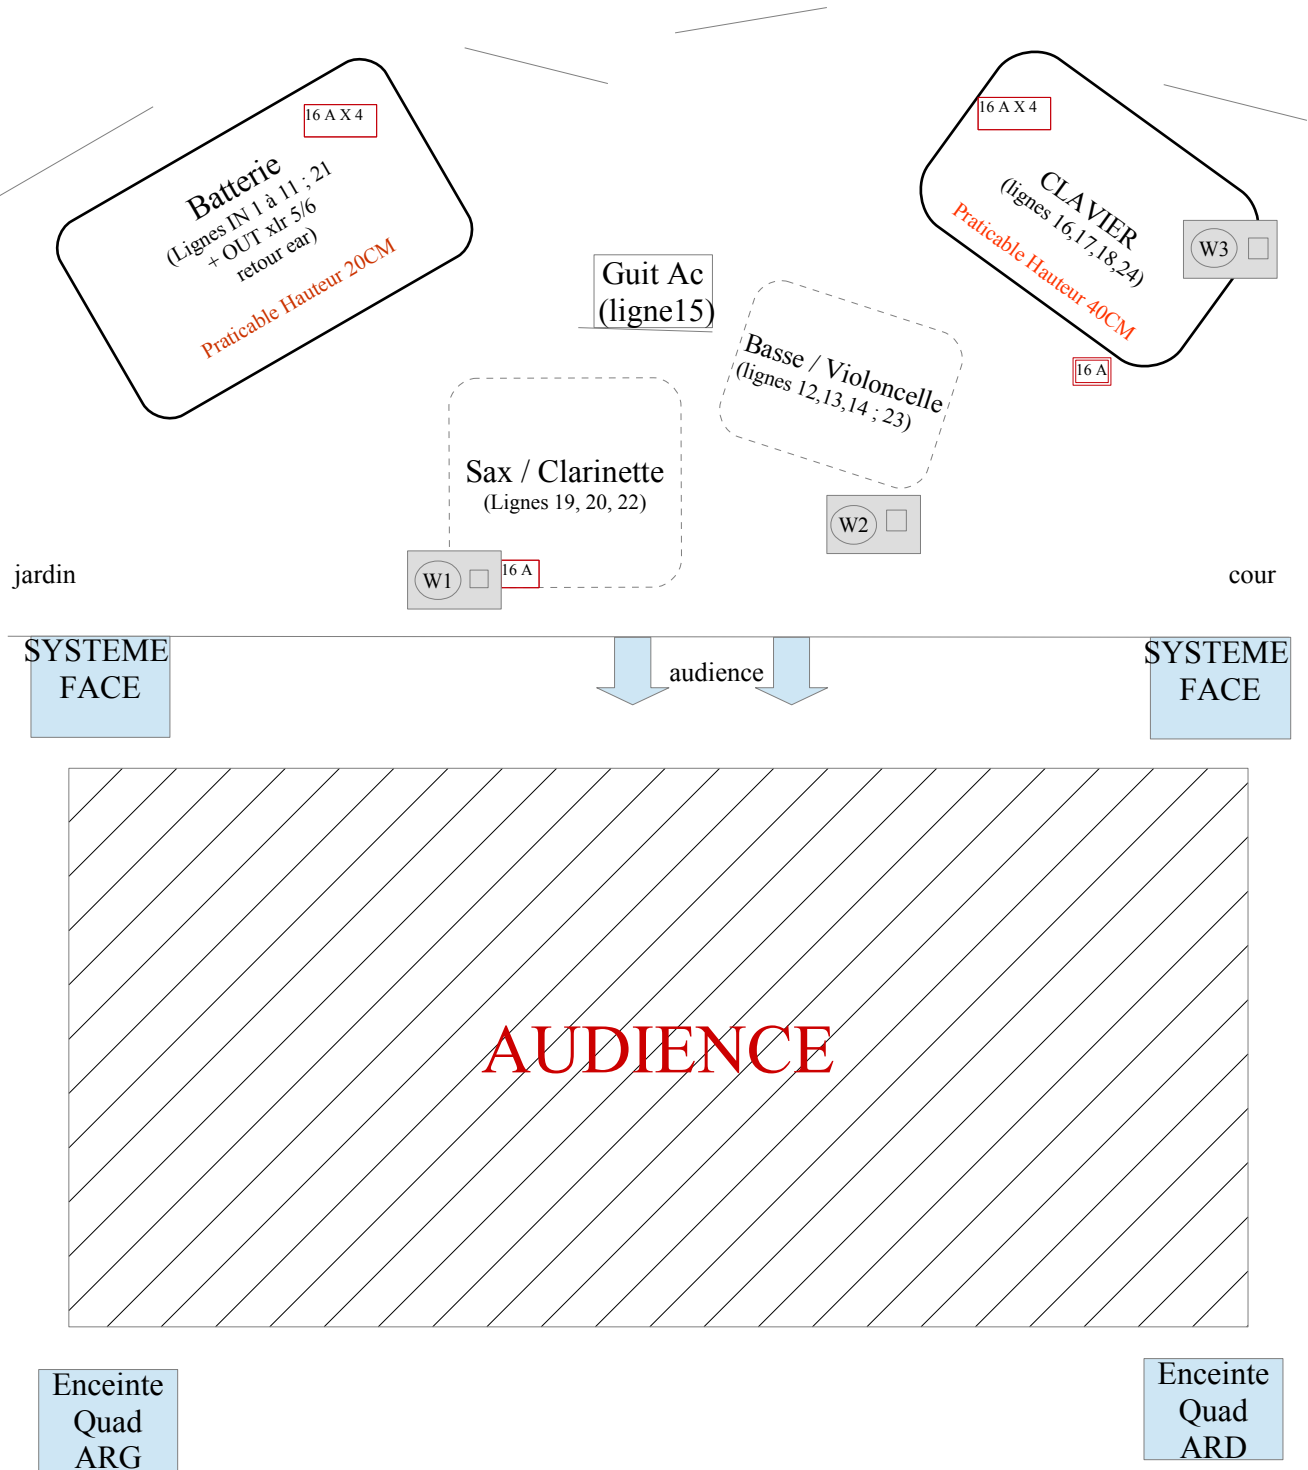 16 A X 4
Batterie
(Lignes IN 1 à 11 ; 21
+ OUT xlr 5/6
retour ear)
Praticable Hauteur 20CM
16 A X 4
CLAVIER
(lignes 16,17,18,24)
Praticable Hauteur 40CM
W3
Guit Ac
(ligne15)
Basse / Violoncelle
(lignes 12,13,14 ; 23)
16 A
Sax / Clarinette
(Lignes 19, 20, 22)
W2
W1
16 A
jardin
cour
SYSTEME
FACE
audience
SYSTEME
FACE
AUDIENCE
Enceinte
Quad
ARG
Enceinte
Quad
ARD